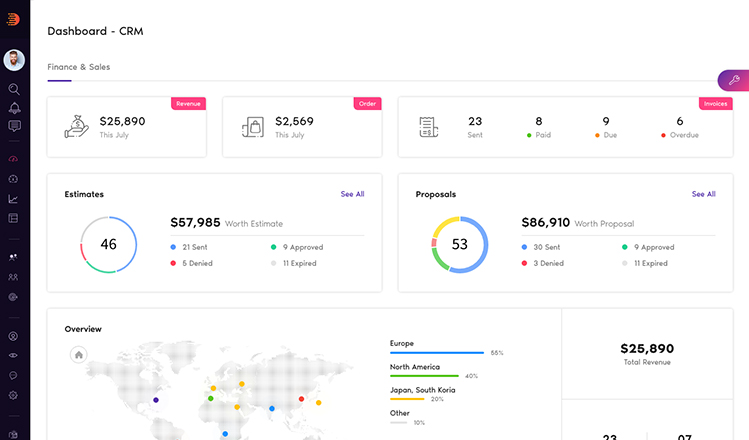 Dashboard - CRM
Finance & Sales
Revenue
$25,890
This July
Order
$2,569
This July
Invoices
23 8 9 6
Sent Paid Due Overdue
Estimates See All
46
$57,985 Worth Estimate
21 Sent 9 Approved
5 Denied 11 Expired
Proposals See All
53
$86,910 Worth Proposal
30 Sent 9 Approved
3 Denied 11 Expired
Overview
Europe
55%
North America
40%
Japan, South Koria
20%
Other
10%
$25,890
Total Revenue
23 07